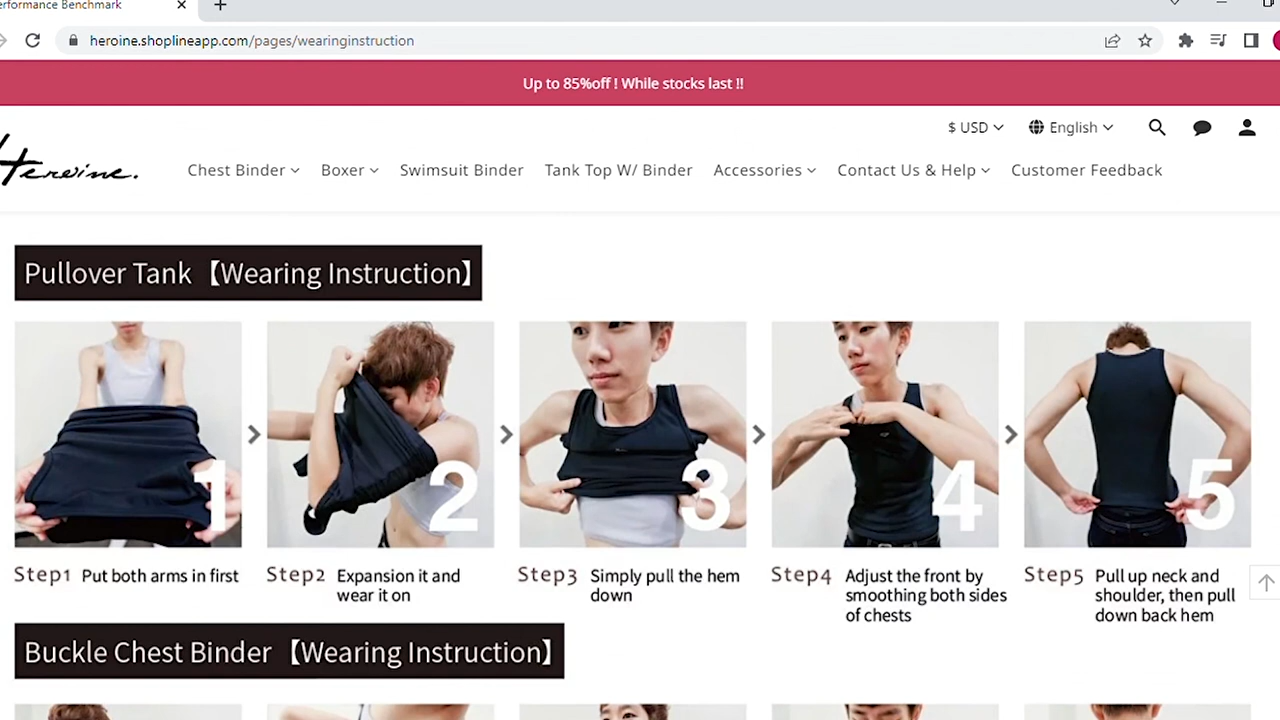 erformance Benchmark
heroine.shoplineapp.com/pages/wearinginstruction
Up to 85%off ! While stocks last !!
$ USD English
Heroine.
Chest Binder Boxer Swimsuit Binder Tank Top W/ Binder Accessories Contact Us & Help Customer Feedback
Pullover Tank【Wearing Instruction】
1 2 3 4 5
Step1 Put both arms in first
Step2 Expansion it and
wear it on
Step3 Simply pull the hem
down
Step4 Adjust the front by
smoothing both sides
of chests
Step5 Pull up neck and
shoulder, then pull
down back hem
Buckle Chest Binder【Wearing Instruction】